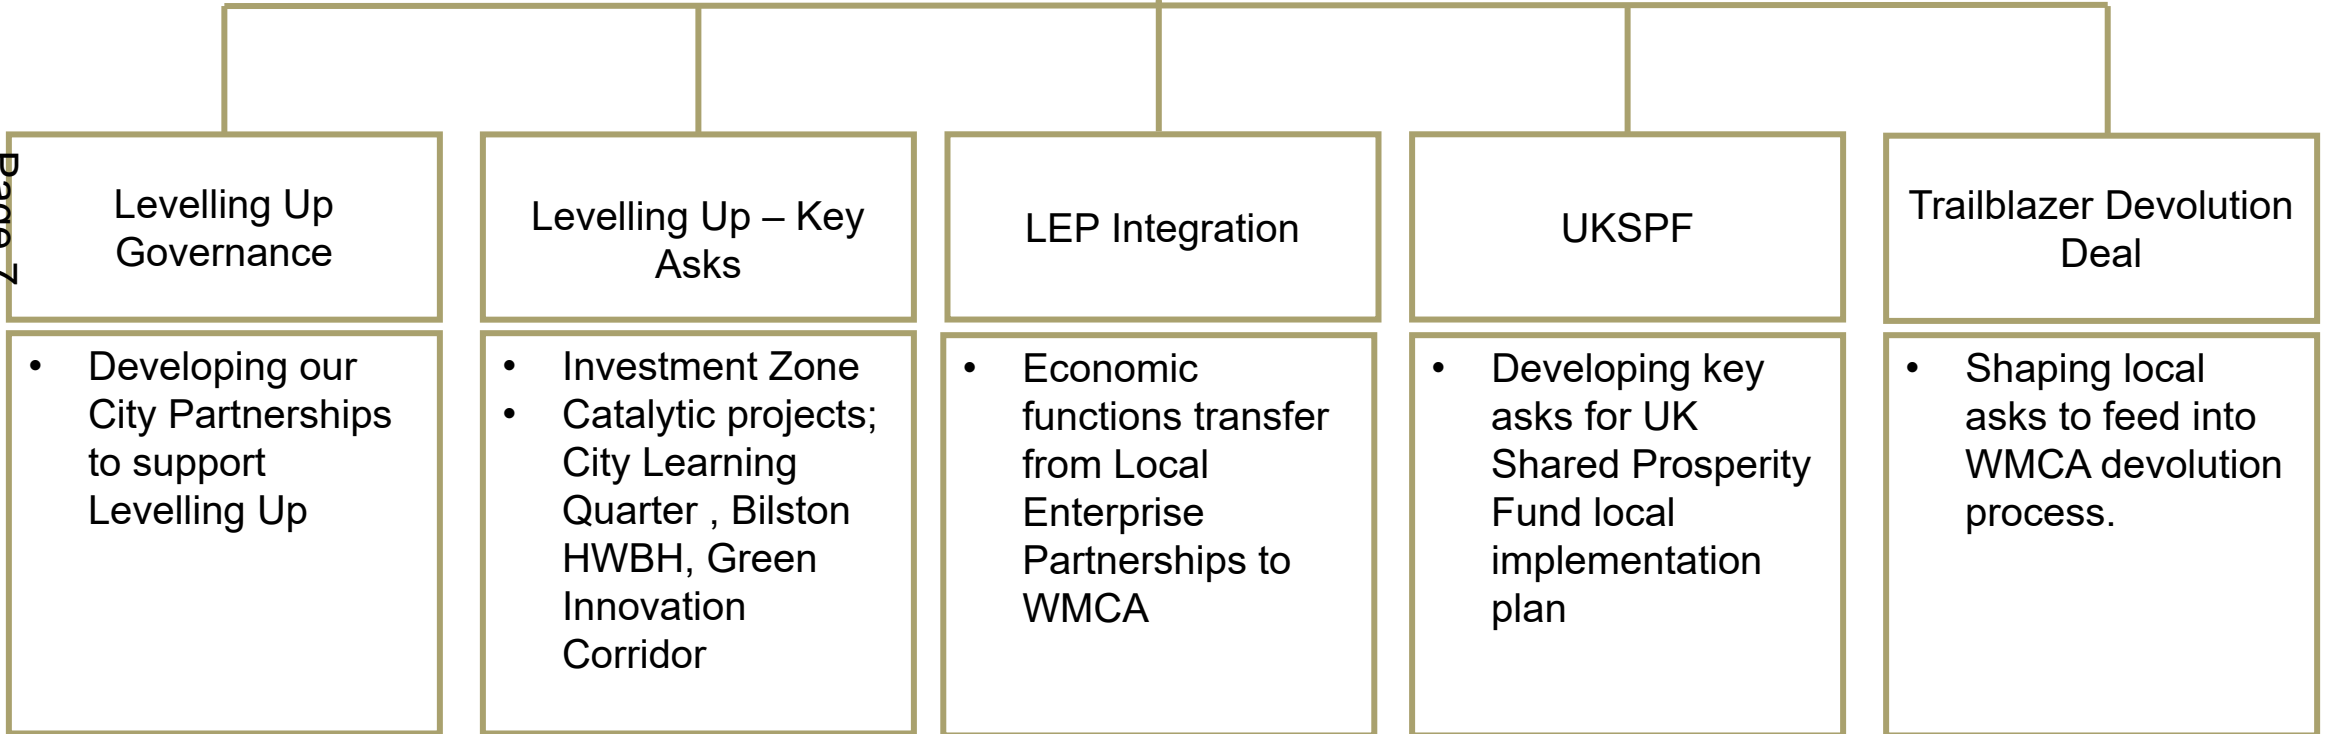 Page 7
Levelling Up
Governance
• Developing our
City Partnerships
to support
Levelling Up
Levelling Up – Key
Asks
• Investment Zone
• Catalytic projects;
City Learning
Quarter , Bilston
HWBH, Green
Innovation
Corridor
LEP Integration
• Economic
functions transfer
from Local
Enterprise
Partnerships to
WMCA
UKSPF
• Developing key
asks for UK
Shared Prosperity
Fund local
implementation
plan
Trailblazer Devolution
Deal
• Shaping local
asks to feed into
WMCA devolution
process.